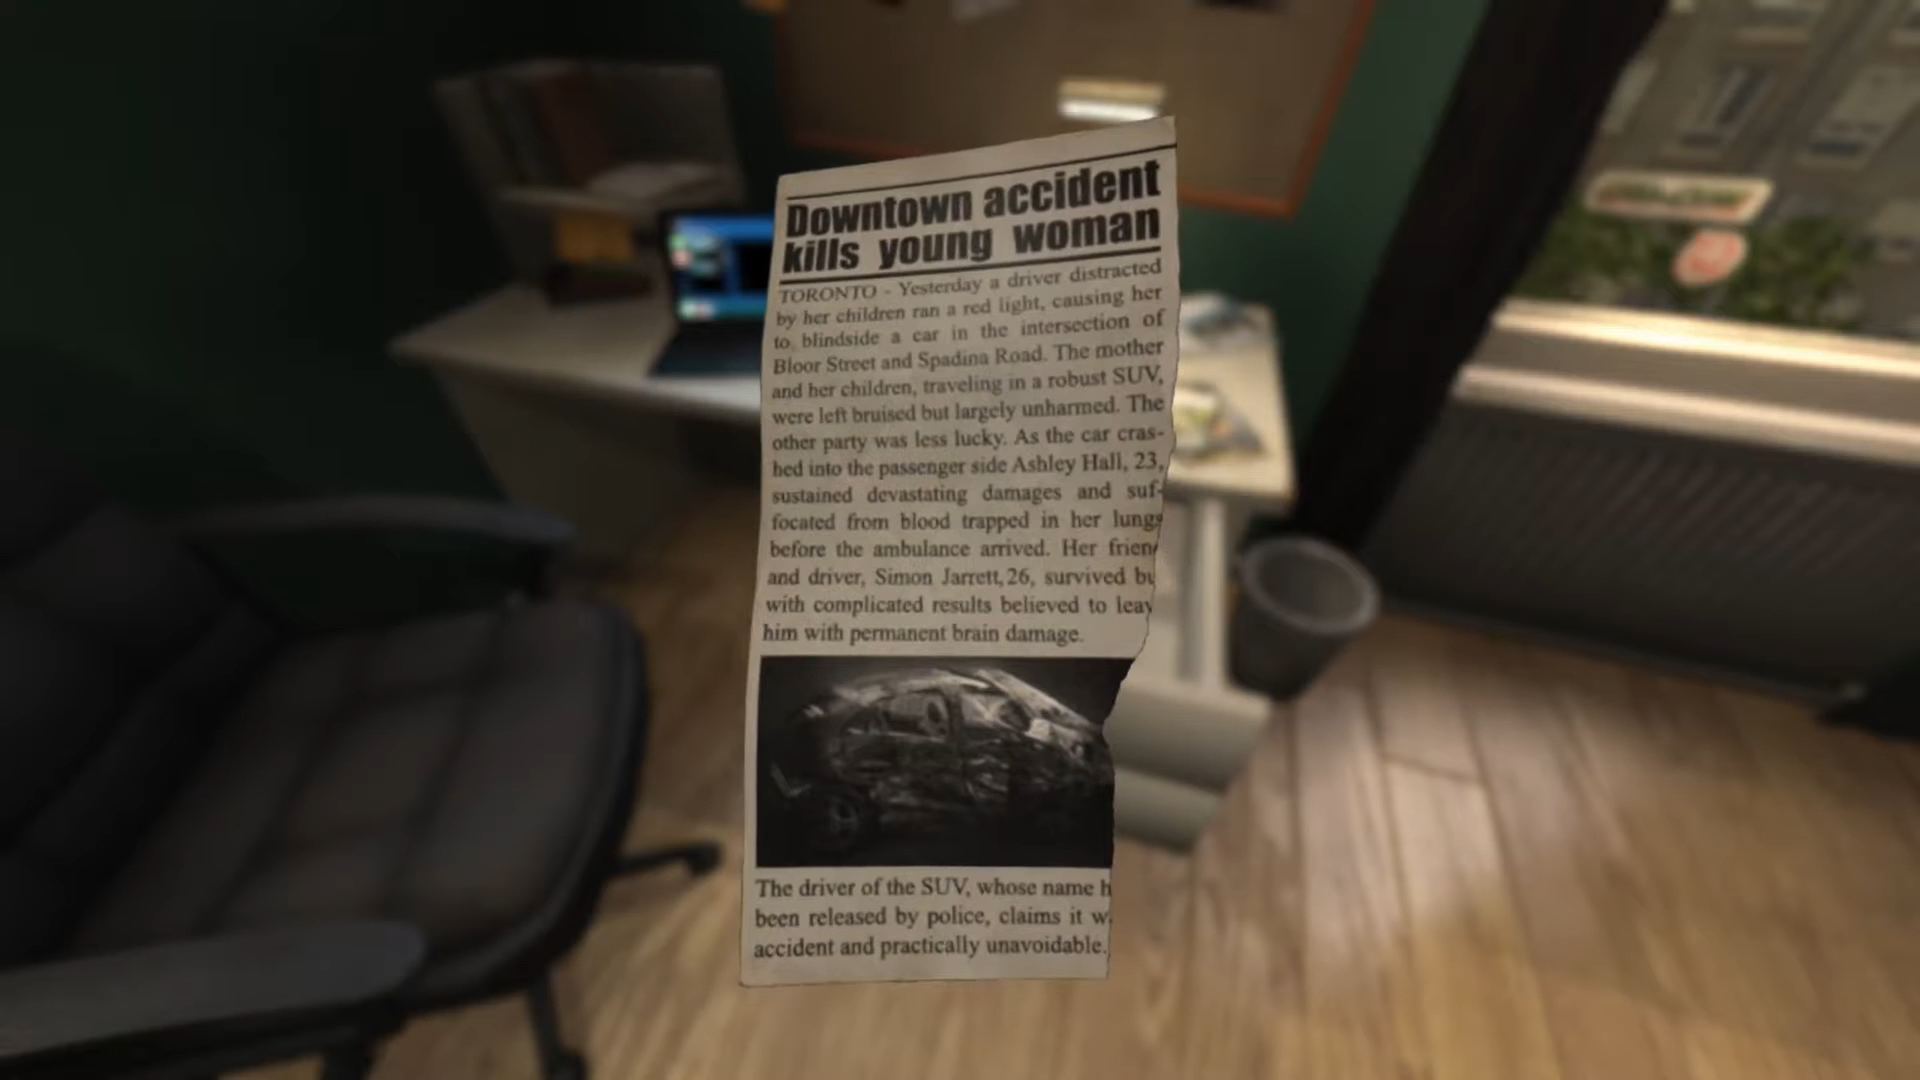 Downtown accident
kills young woman
TORONTO - Yesterday a driver distracted
by her children ran a red light, causing her
to blindside a car in the intersection of
Bloor Street and Spadina Road. The mother
and her children, traveling in a robust SUV,
were left bruised but largely unharmed. The
other party was less lucky. As the car cras-
hed into the passenger side Ashley Hall, 23,
sustained devastating damages and suf-
focated from blood trapped in her lungs
before the ambulance arrived. Her frien
and driver, Simon Jarrett, 26, survived bu
with complicated results believed to leav
him with permanent brain damage.
The driver of the SUV, whose name h
been released by police, claims it w
accident and practically unavoidable.